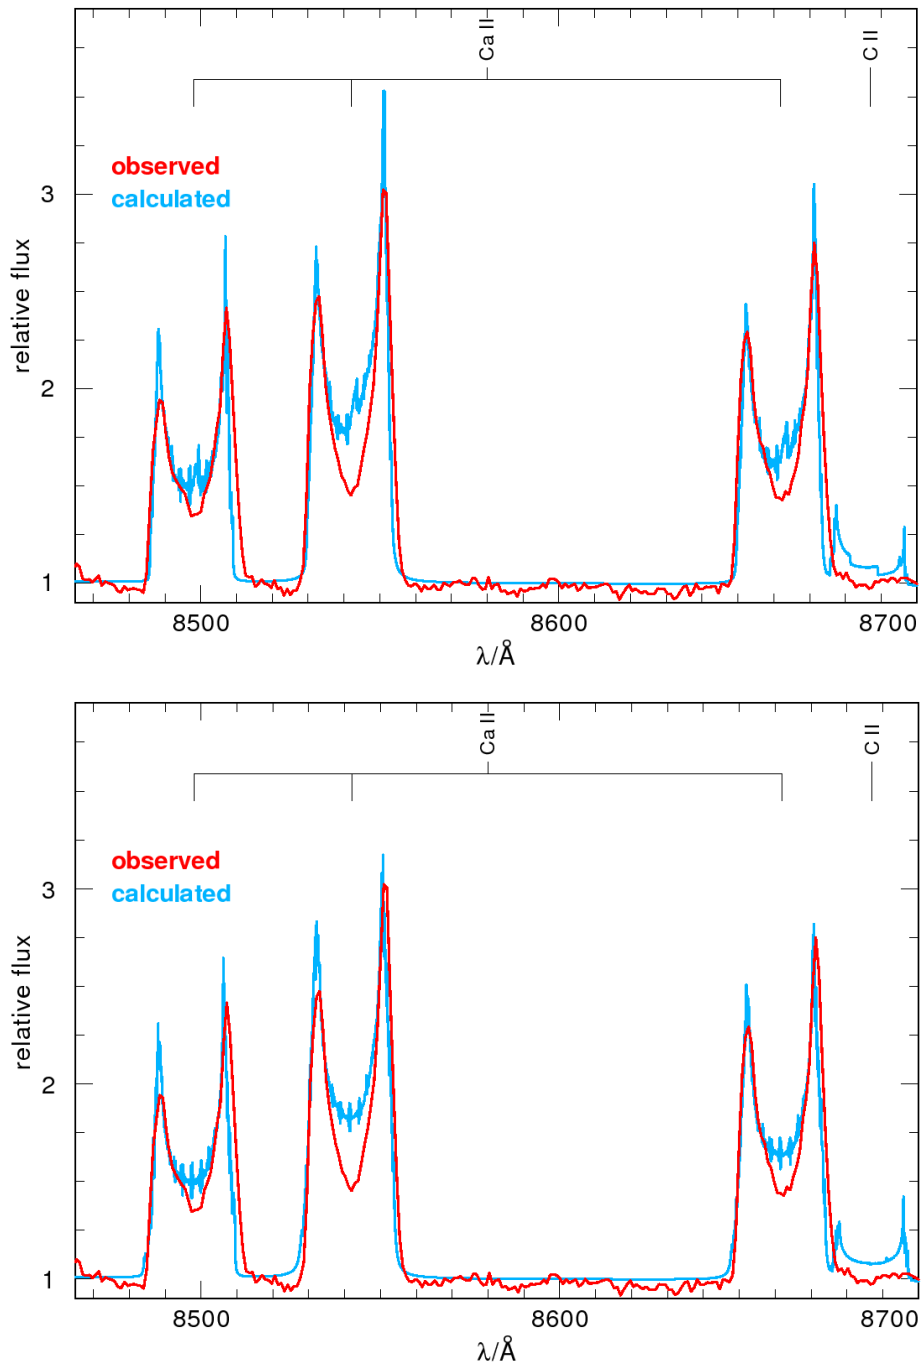 Ca II
C II
observed
calculated
3
relative flux
2
1
8500
8600
8700
λ/Å
Ca II
C II
observed
calculated
3
relative flux
2
1
8500
8600
8700
λ/Å